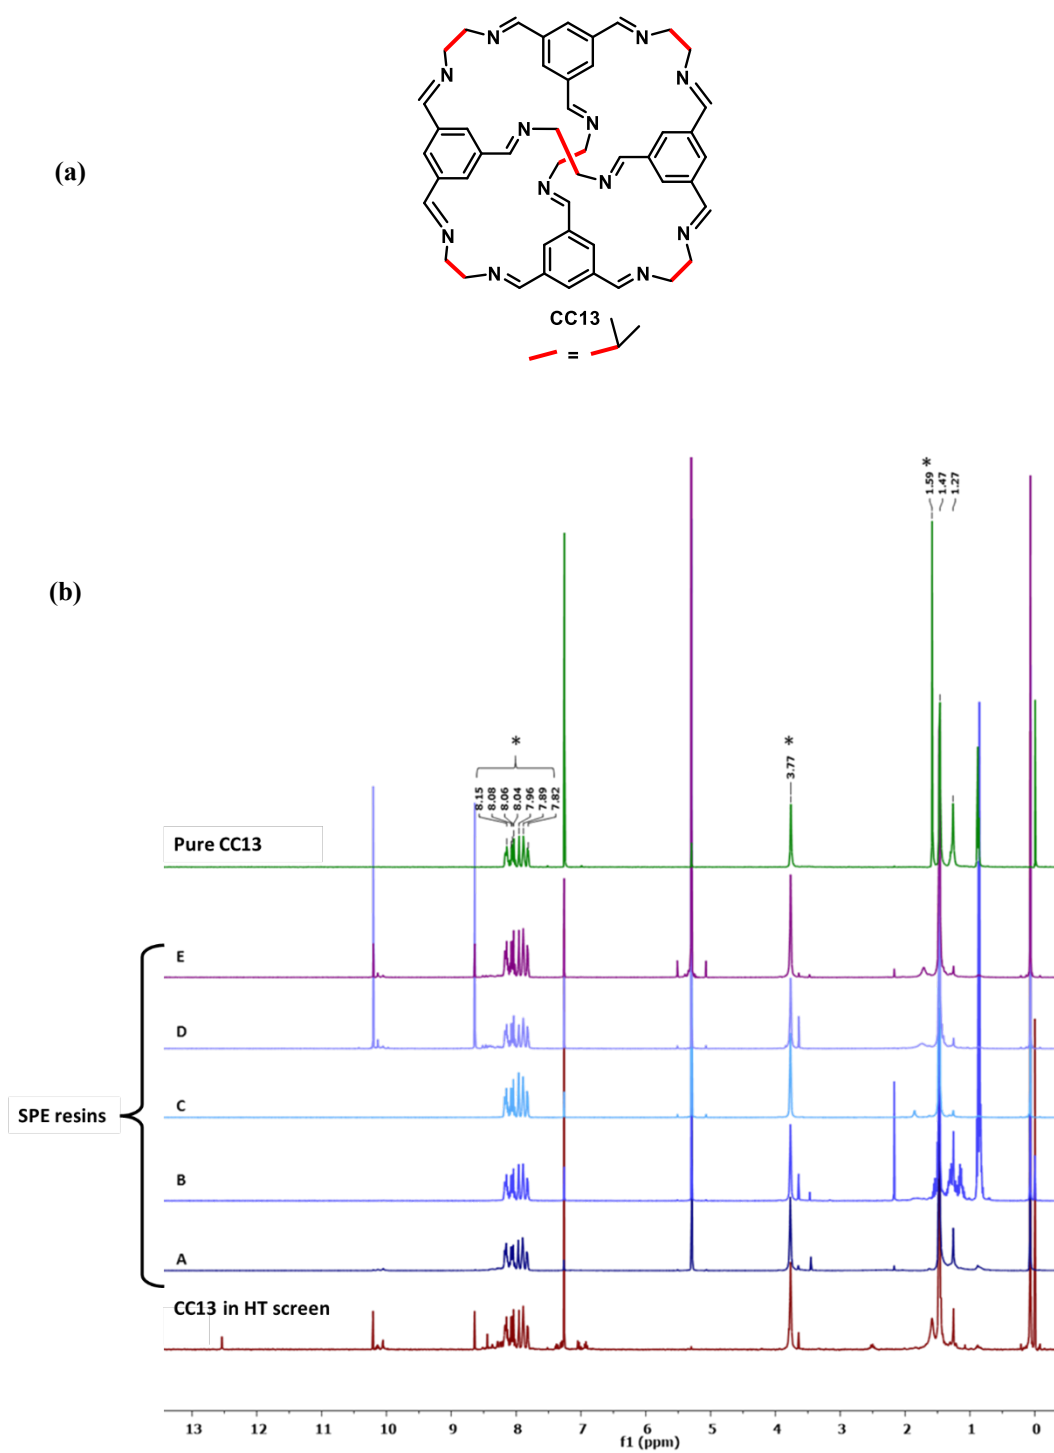 (a)
N
N
N
N
N
N
N
N
N
N
N
N
CC13
=
(b)
*
8.15
8.08
8.06
8.04
7.96
7.89
7.82
3.77 *
1.59 *
1.47
1.27
Pure CC13
E
D
SPE resins
C
B
A
CC13 in HT screen
13 12 11 10 9 8 7 6 5 4 3 2 1 0
f1 (ppm)